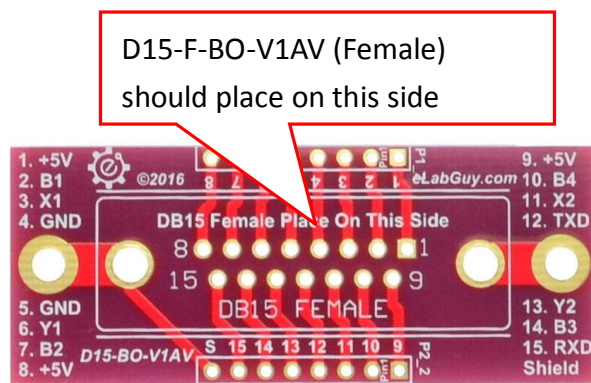 D15-F-BO-V1AV (Female)
should place on this side
1. +5V
2. B1
3. X1
4. GND
©2016
8 7 4 3 2 1
Pin1
P1
eLabGuy.com
9. +5V
10. B4
11. X2
12. TXD
DB15 Female Place On This Side
8 1
15 9
DB15 FEMALE
5. GND
6. Y1
7. B2
8. +5V
D15-BO-V1AV
S 15 14 13 12 11 10 9
Pin1
P2_2
13. Y2
14. B3
15. RXD
Shield